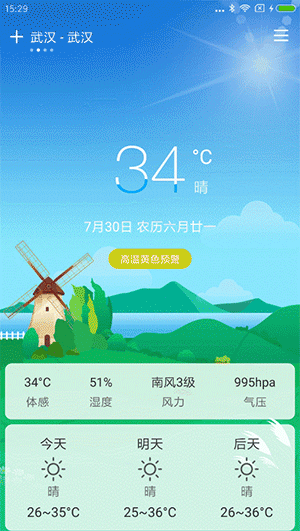 15:29
武汉 - 武汉
34 ℃
晴
7月30日 农历六月廿一
高温黄色预警
34°C 51% 南风3级 995hpa
体感 湿度 风力 气压
今天 明天 后天
晴 晴 晴
26~35°C 25~36°C 26~36°C